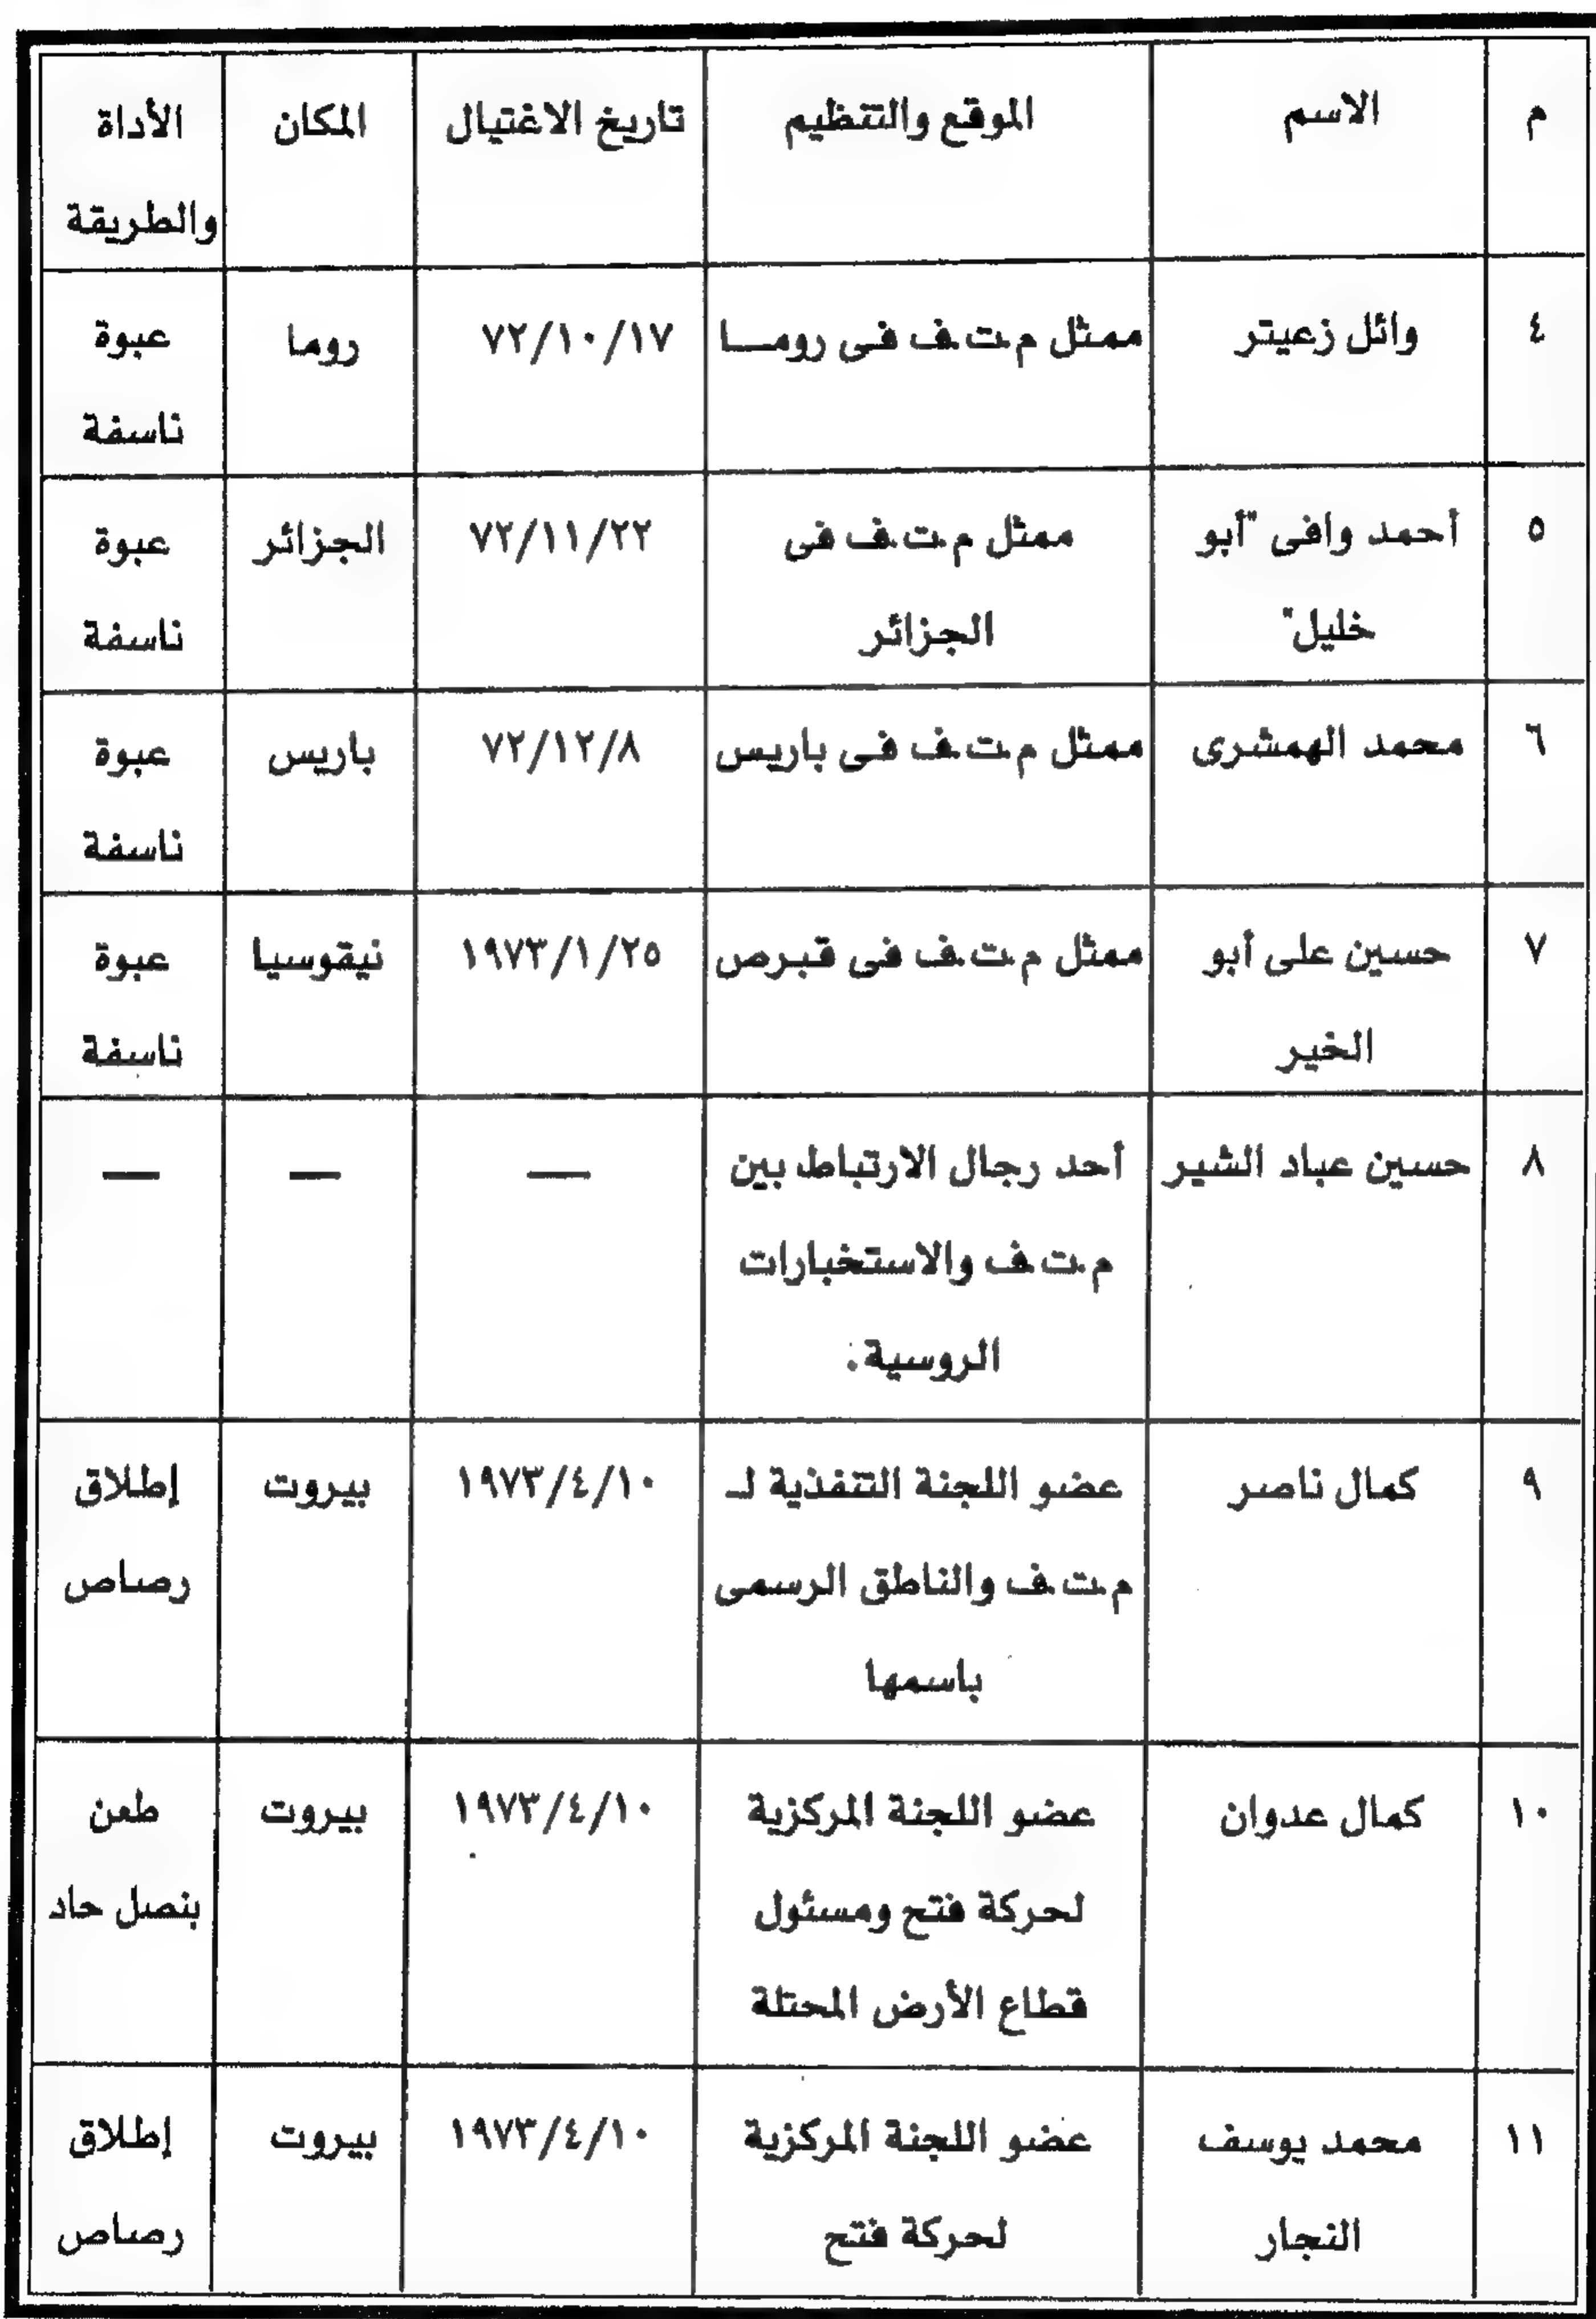 م الاسم الموقع والتنظيم تاريخ الاغتيال المكان الأداة
والطريقة
٤ وائل زعيتر ممثل م.ت.ف فى رومـــا ٧٢/١٠/١٧ روما عبوة
ناسفة
٥ أحمد وافى "أبو ممثل م.ت.ف فى ٧٢/١١/٢٢ الجزائر عبوة
خليل" الجزائر ناسفة
٦ محمد الهمشرى ممثل م.ت.ف فى باريس ٧٢/١٢/٨ باريس عبوة
ناسفة
٧ حسين على أبو ممثل م.ت.ف فى قبرص ١٩٧٣/١/٢٥ نيقوسيا عبوة
الخير ناسفة
٨ حسين عباد الشير أحد رجال الارتباط بين — — —
م.ت.ف والاستخبارات
الروسية.
٩ كمال ناصر عضو اللجنة التنفذية لـ ١٩٧٣/٤/١٠ بيروت إطلاق
م.ت.ف والناطق الرسمى رصاص
باسمها
١٠ كمال عدوان عضو اللجنة المركزية ١٩٧٣/٤/١٠ بيروت طعن
لحركة فتح ومسئول بنصل حاد
قطاع الأرض المحتلة
١١ محمد يوسف عضو اللجنة المركزية ١٩٧٣/٤/١٠ بيروت إطلاق
النجار لحركة فتح رصاص